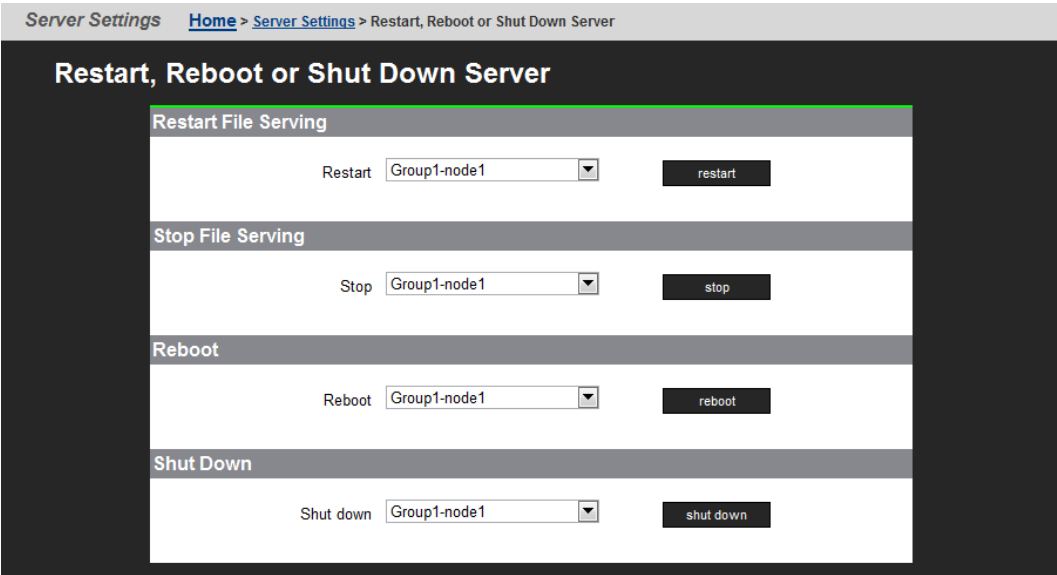 Server Settings Home > Server Settings > Restart, Reboot or Shut Down Server
Restart, Reboot or Shut Down Server
Restart File Serving
Restart Group1-node1 restart
Stop File Serving
Stop Group1-node1 stop
Reboot
Reboot Group1-node1 reboot
Shut Down
Shut down Group1-node1 shut down